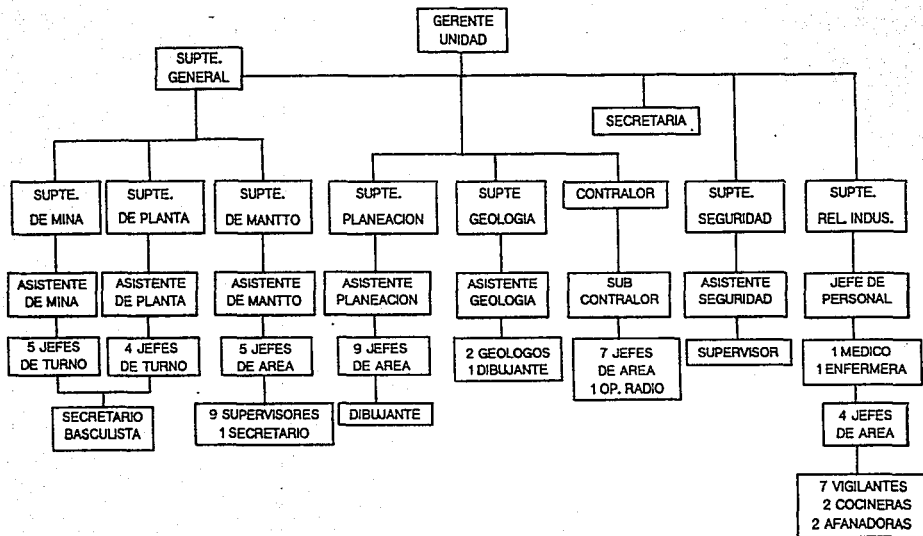 GERENTE
UNIDAD
SUPTE.
GENERAL
SECRETARIA
SUPTE.
DE MINA
SUPTE.
DE PLANTA
SUPTE.
DE MANTTO
SUPTE.
PLANEACION
SUPTE
GEOLOGIA
CONTRALOR
SUPTE.
SEGURIDAD
SUPTE.
REL. INDUS.
ASISTENTE
DE MINA
ASISTENTE
DE PLANTA
ASISTENTE
DE MANTTO
ASISTENTE
PLANEACION
ASISTENTE
GEOLOGIA
SUB
CONTRALOR
ASISTENTE
SEGURIDAD
JEFE DE
PERSONAL
5 JEFES
DE TURNO
4 JEFES
DE TURNO
5 JEFES
DE AREA
9 JEFES
DE AREA
2 GEOLOGOS
1 DIBUJANTE
7 JEFES
DE AREA
1 OP. RADIO
SUPERVISOR
1 MEDICO
1 ENFERMERA
SECRETARIO
BASCULISTA
9 SUPERVISORES
1 SECRETARIO
DIBUJANTE
4 JEFES
DE AREA
7 VIGILANTES
2 COCINERAS
2 AFANADORAS